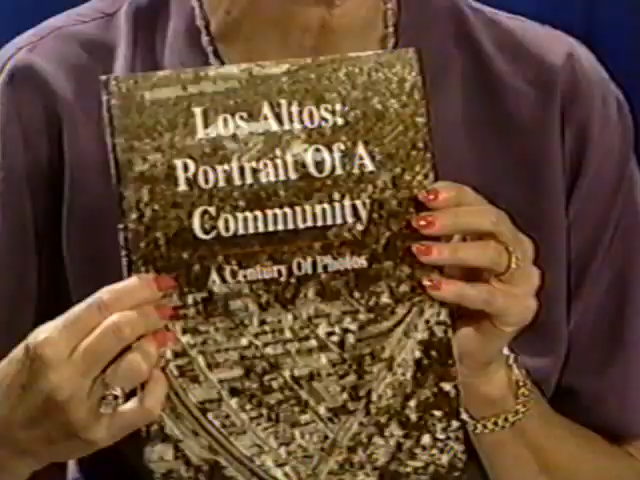 Los Altos:
Portrait Of A
Community
A Century Of Photos